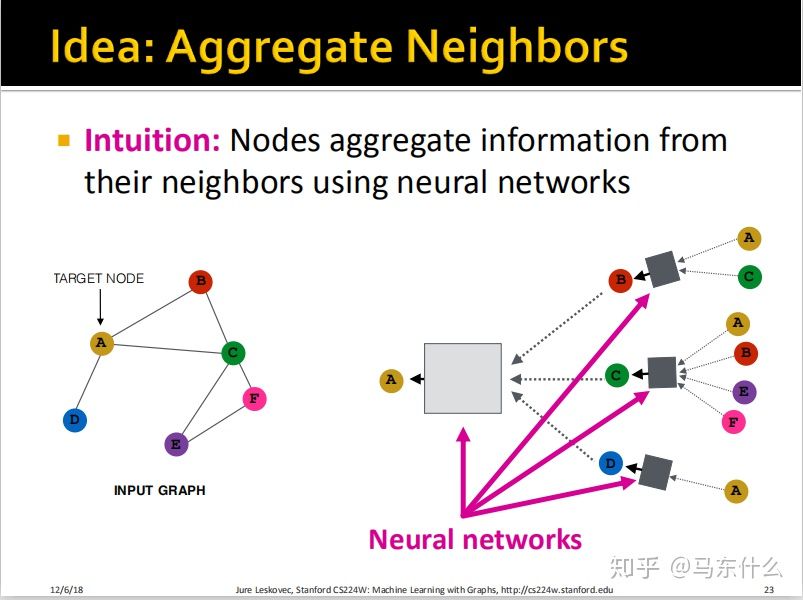 Idea: Aggregate Neighbors
Intuition: Nodes aggregate information from
their neighbors using neural networks
TARGET NODE
A
B
C
D
E
F
INPUT GRAPH
A
B
C
D
A
C
A
B
E
F
A
Neural networks
知乎 @马东什么
12/6/18
Jure Leskovec, Stanford CS224W: Machine Learning with Graphs, http://cs224w.stanford.edu
23